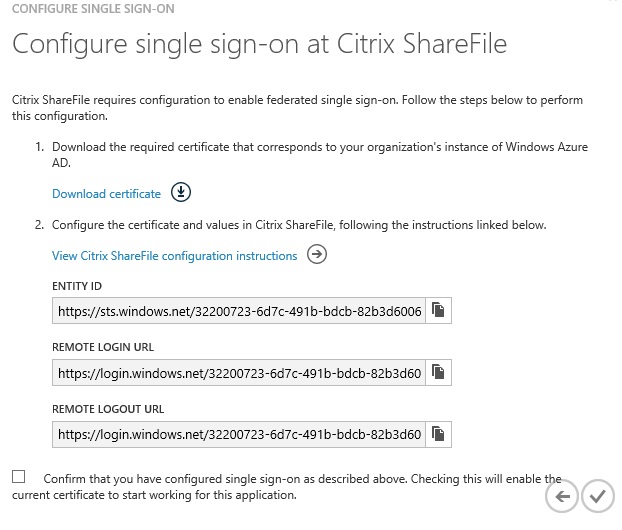 CONFIGURE SINGLE SIGN-ON
Configure single sign-on at Citrix ShareFile
Citrix ShareFile requires configuration to enable federated single sign-on. Follow the steps below to perform
this configuration.
1. Download the required certificate that corresponds to your organization's instance of Windows Azure
AD.
Download certificate
2. Configure the certificate and values in Citrix ShareFile, following the instructions linked below.
View Citrix ShareFile configuration instructions
ENTITY ID
https://sts.windows.net/32200723-6d7c-491b-bdcb-82b3d6006
REMOTE LOGIN URL
https://login.windows.net/32200723-6d7c-491b-bdcb-82b3d60
REMOTE LOGOUT URL
https://login.windows.net/32200723-6d7c-491b-bdcb-82b3d60
Confirm that you have configured single sign-on as described above. Checking this will enable the
current certificate to start working for this application.